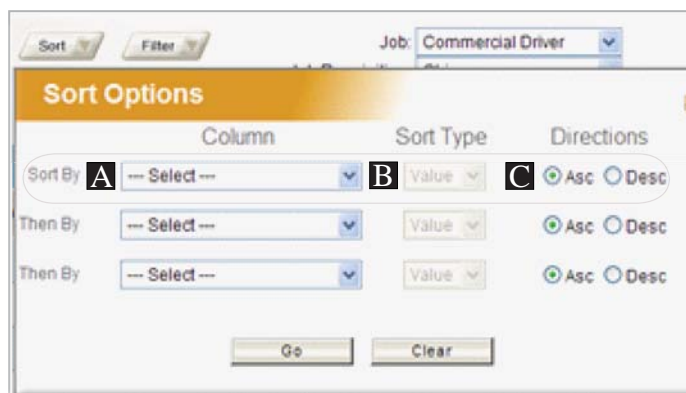 Sort Filter Job: Commercial Driver
Sort Options
Column Sort Type Directions
Sort By A --- Select --- B Value C Asc Desc
Then By --- Select --- Value Asc Desc
Then By --- Select --- Value Asc Desc
Go Clear